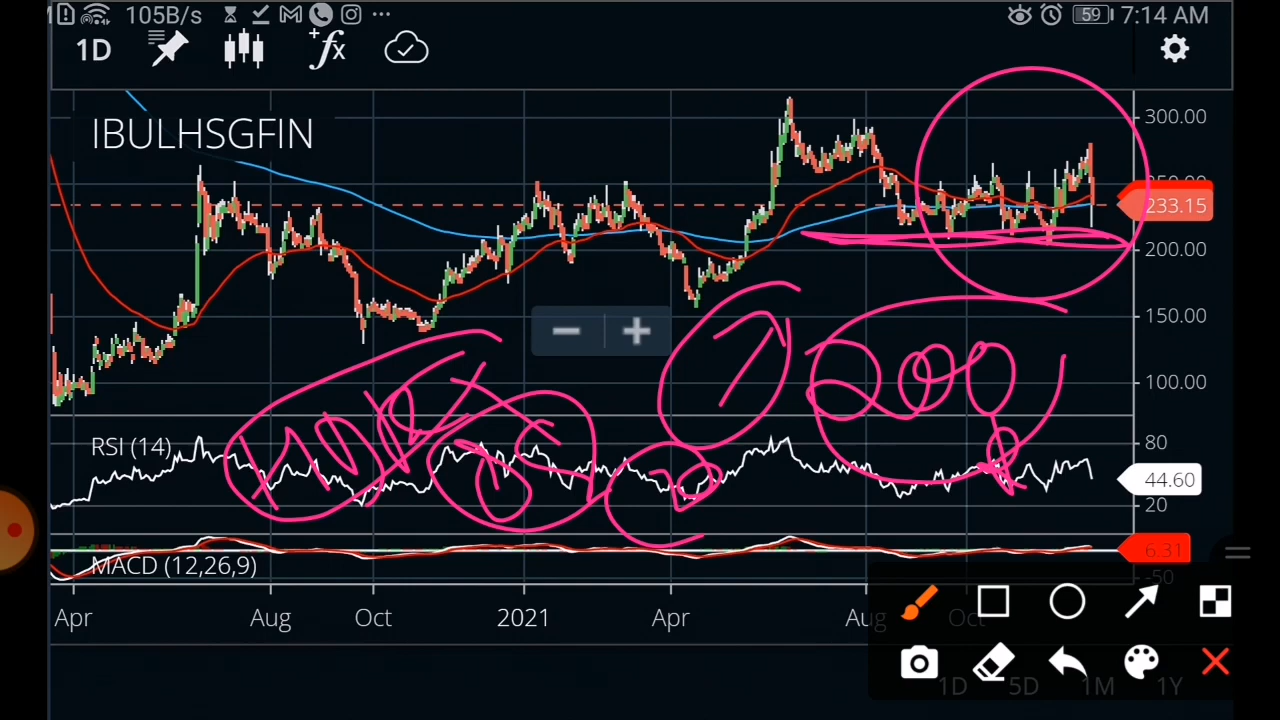 105B/s ... 59 7:14 AM
1D fx
IBULHSGFIN
300.00
233.15
200.00
150.00
100.00
200
RSI (14)
80
44.60
20
MACD (12,26,9)
6.31
-50
Apr Aug Oct 2021 Apr Aug Oct
1D 5D 1M 1Y